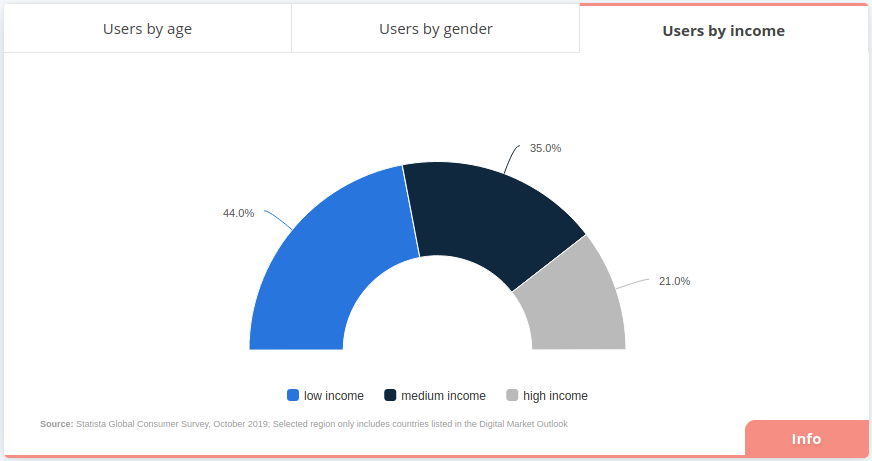 Users by age
Users by gender
Users by income
35.0%
44.0%
21.0%
low income
medium income
high income
Source: Statista Global Consumer Survey, October 2019; Selected region only includes countries listed in the Digital Market Outlook
Info